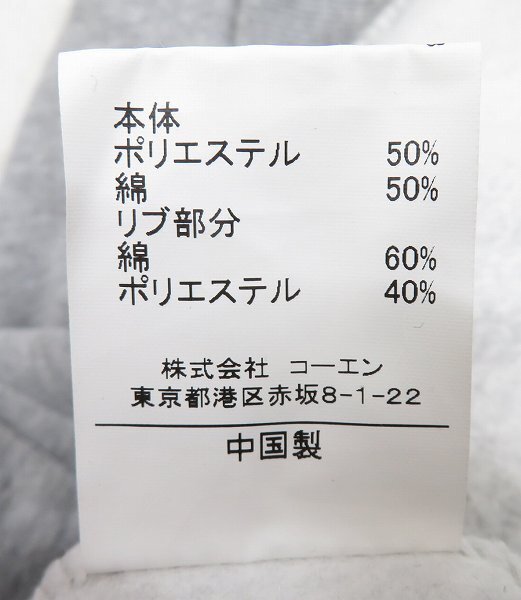 本体
ポリエステル 50%
綿 50%
リブ部分
綿 60%
ポリエステル 40%
株式会社 コーエン
東京都港区赤坂8-1-22
中国製